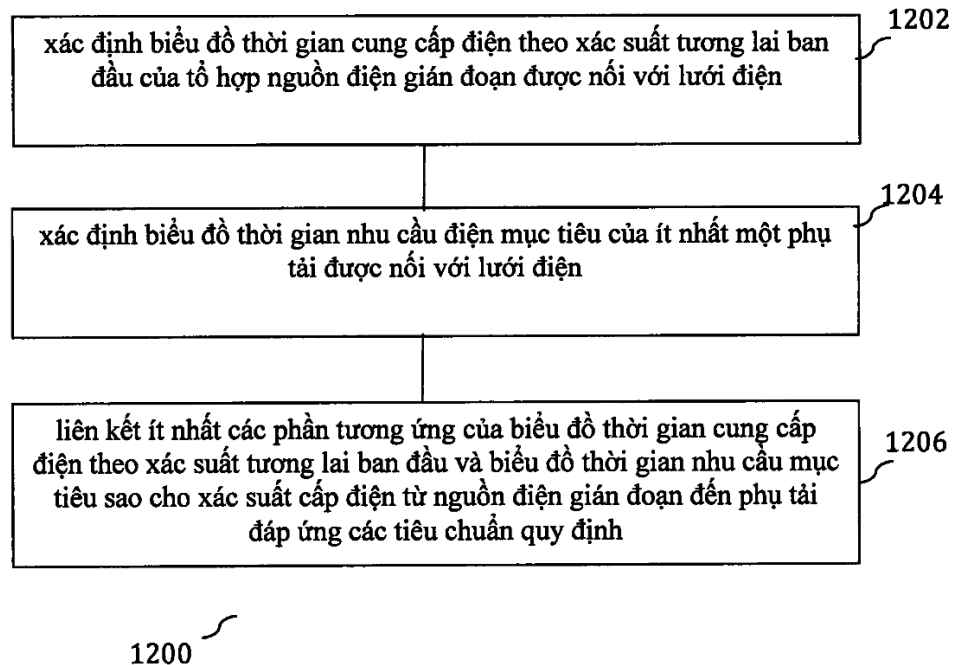 1202
xác định biểu đồ thời gian cung cấp điện theo xác suất tương lai ban
đầu của tổ hợp nguồn điện gián đoạn được nối với lưới điện
1204
xác định biểu đồ thời gian nhu cầu điện mục tiêu của ít nhất một phụ
tải được nối với lưới điện
liên kết ít nhất các phần tương ứng của biểu đồ thời gian cung cấp
điện theo xác suất tương lai ban đầu và biểu đồ thời gian nhu cầu mục
tiêu sao cho xác suất cấp điện từ nguồn điện gián đoạn đến phụ tải
đáp ứng các tiêu chuẩn quy định
1206
1200